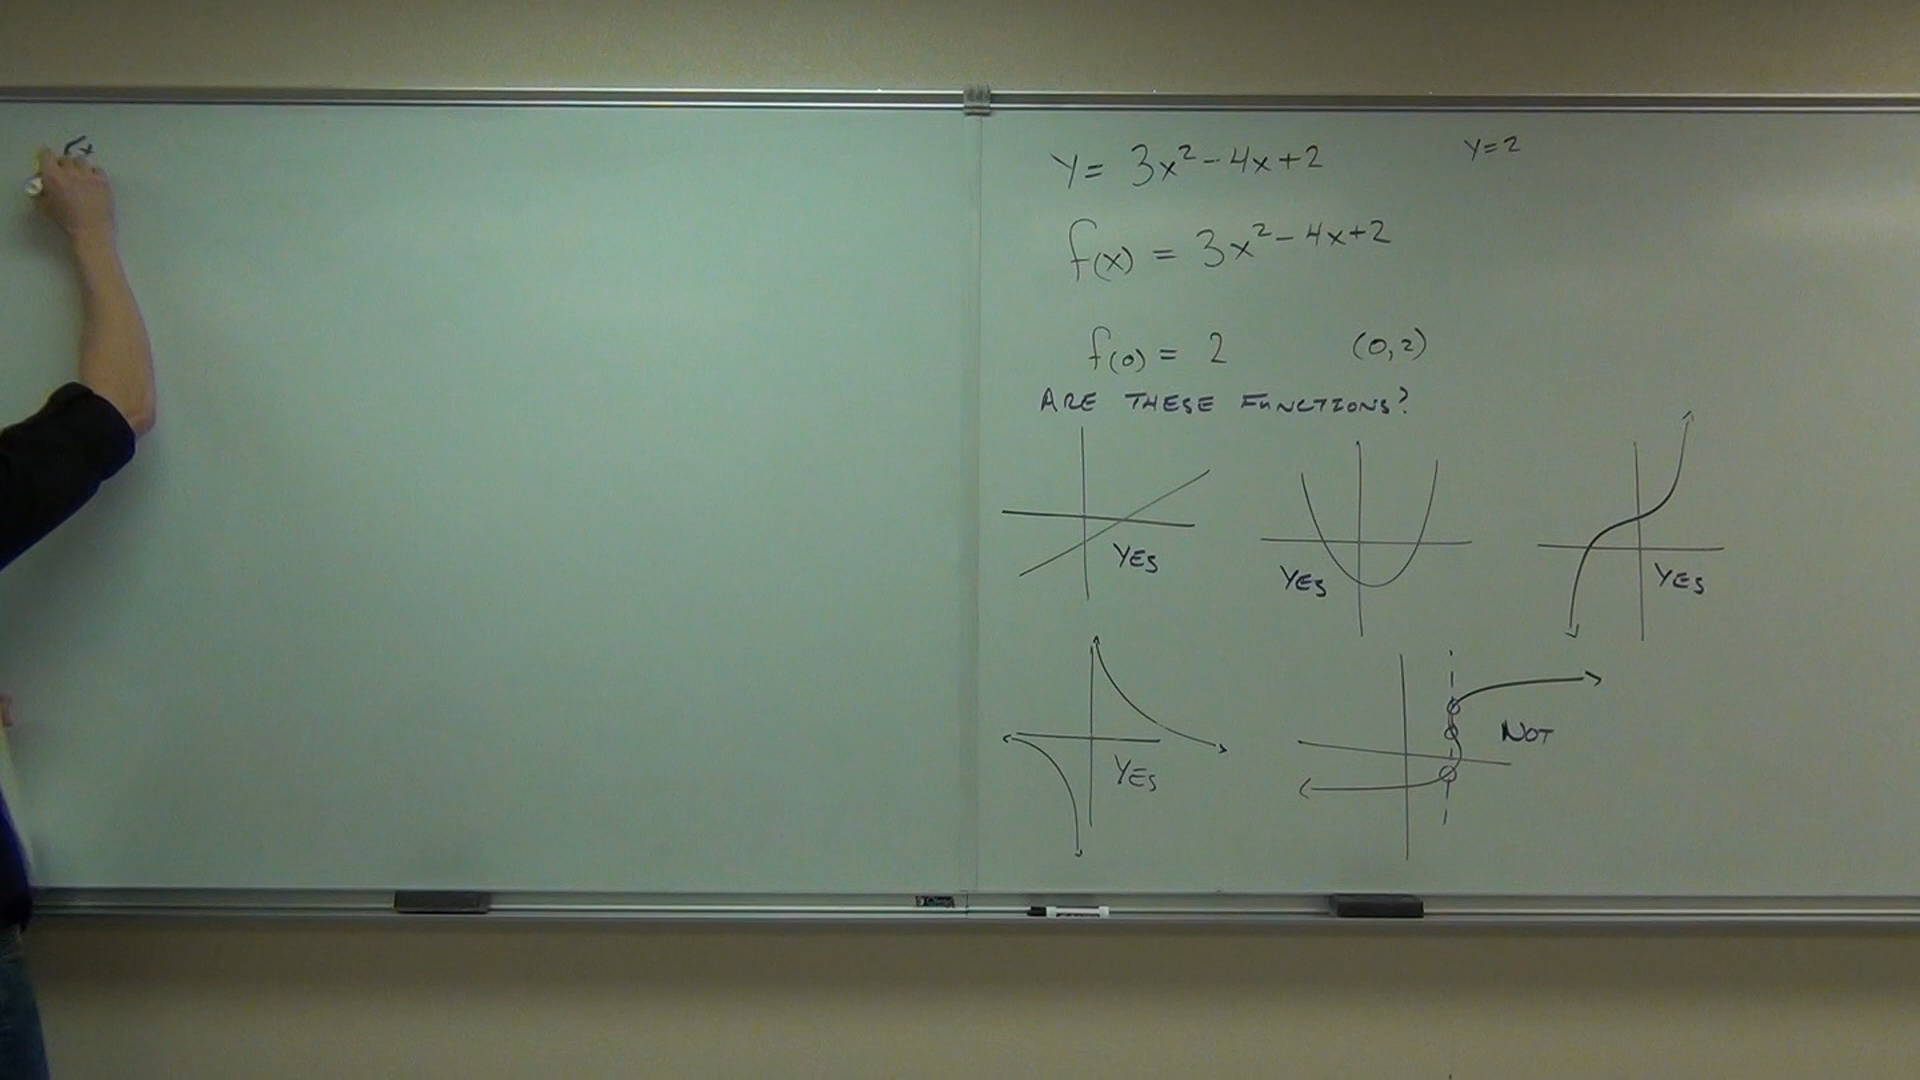 y = 3x² - 4x + 2
y = 2
f(x) = 3x² - 4x + 2
f(0) = 2
(0, 2)
ARE THESE FUNCTIONS?
YES
YES
YES
YES
NOT